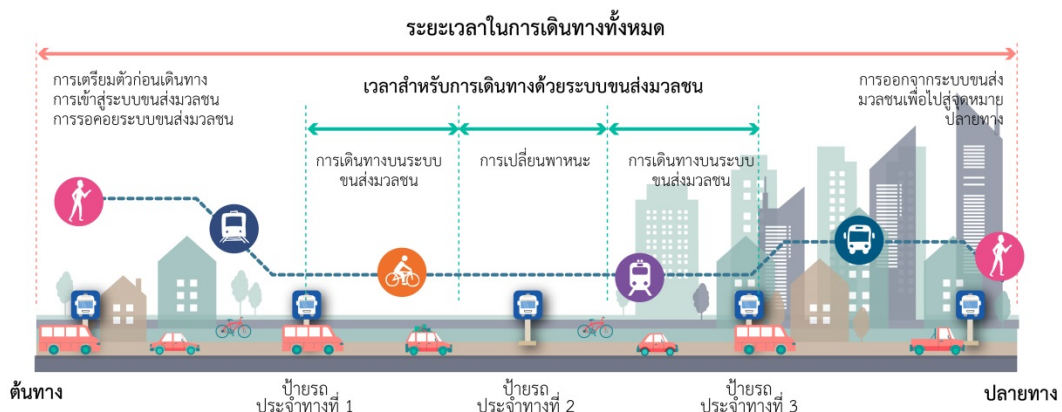 ระยะเวลาในการเดินทางทั้งหมด
การเตรียมตัวก่อนเดินทาง
การเข้าสู่ระบบขนส่งมวลชน
การรอคอยระบบขนส่งมวลชน
เวลาสำหรับการเดินทางด้วยระบบขนส่งมวลชน
การออกจากระบบขนส่ง
มวลชนเพื่อไปสู่จุดหมาย
ปลายทาง
การเดินทางบนระบบ
ขนส่งมวลชน
การเปลี่ยนพาหนะ
การเดินทางบนระบบ
ขนส่งมวลชน
ต้นทาง
ป้ายรถ
ประจำทางที่ 1
ป้ายรถ
ประจำทางที่ 2
ป้ายรถ
ประจำทางที่ 3
ปลายทาง